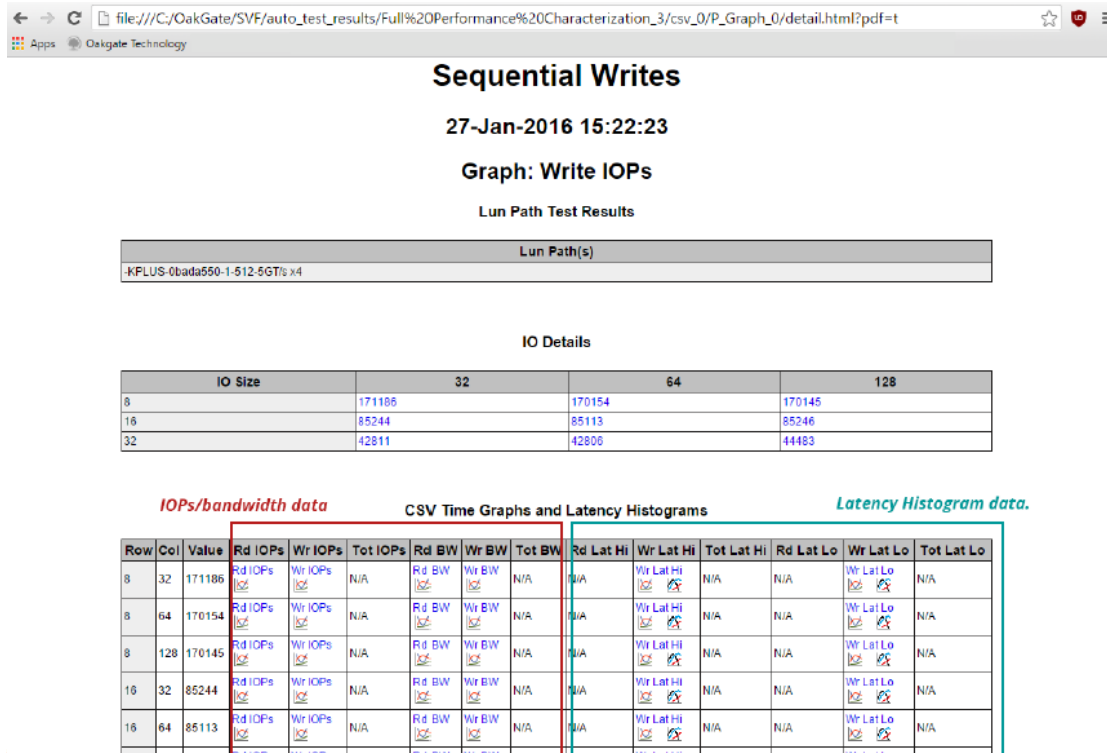 file:///C:/OakGate/SVF/auto_test_results/Full%20Performance%20Characterization_3/csv_0/P_Graph_0/detail.html?pdf=t
Apps Oakgate Technology
Sequential Writes
27-Jan-2016 15:22:23
Graph: Write IOPs
Lun Path Test Results
Lun Path(s)
-KPLUS-0bada550-1-512-5GT/s x4
IO Details
IO Size 32 64 128
8 171186 170154 170145
16 85244 85113 85246
32 42811 42806 44483
IOPs/bandwidth data
CSV Time Graphs and Latency Histograms
Latency Histogram data.
Row Col Value Rd IOPs Wr IOPs Tot IOPs Rd BW Wr BW Tot BW Rd Lat Hi Wr Lat Hi Tot Lat Hi Rd Lat Lo Wr Lat Lo Tot Lat Lo
8 32 171186 Rd IOPs Wr IOPs N/A Rd BW Wr BW N/A N/A Wr Lat Hi N/A N/A Wr Lat Lo N/A
8 64 170154 Rd IOPs Wr IOPs N/A Rd BW Wr BW N/A N/A Wr Lat Hi N/A N/A Wr Lat Lo N/A
8 128 170145 Rd IOPs Wr IOPs N/A Rd BW Wr BW N/A N/A Wr Lat Hi N/A N/A Wr Lat Lo N/A
16 32 85244 Rd IOPs Wr IOPs N/A Rd BW Wr BW N/A N/A Wr Lat Hi N/A N/A Wr Lat Lo N/A
16 64 85113 Rd IOPs Wr IOPs N/A Rd BW Wr BW N/A N/A Wr Lat Hi N/A N/A Wr Lat Lo N/A